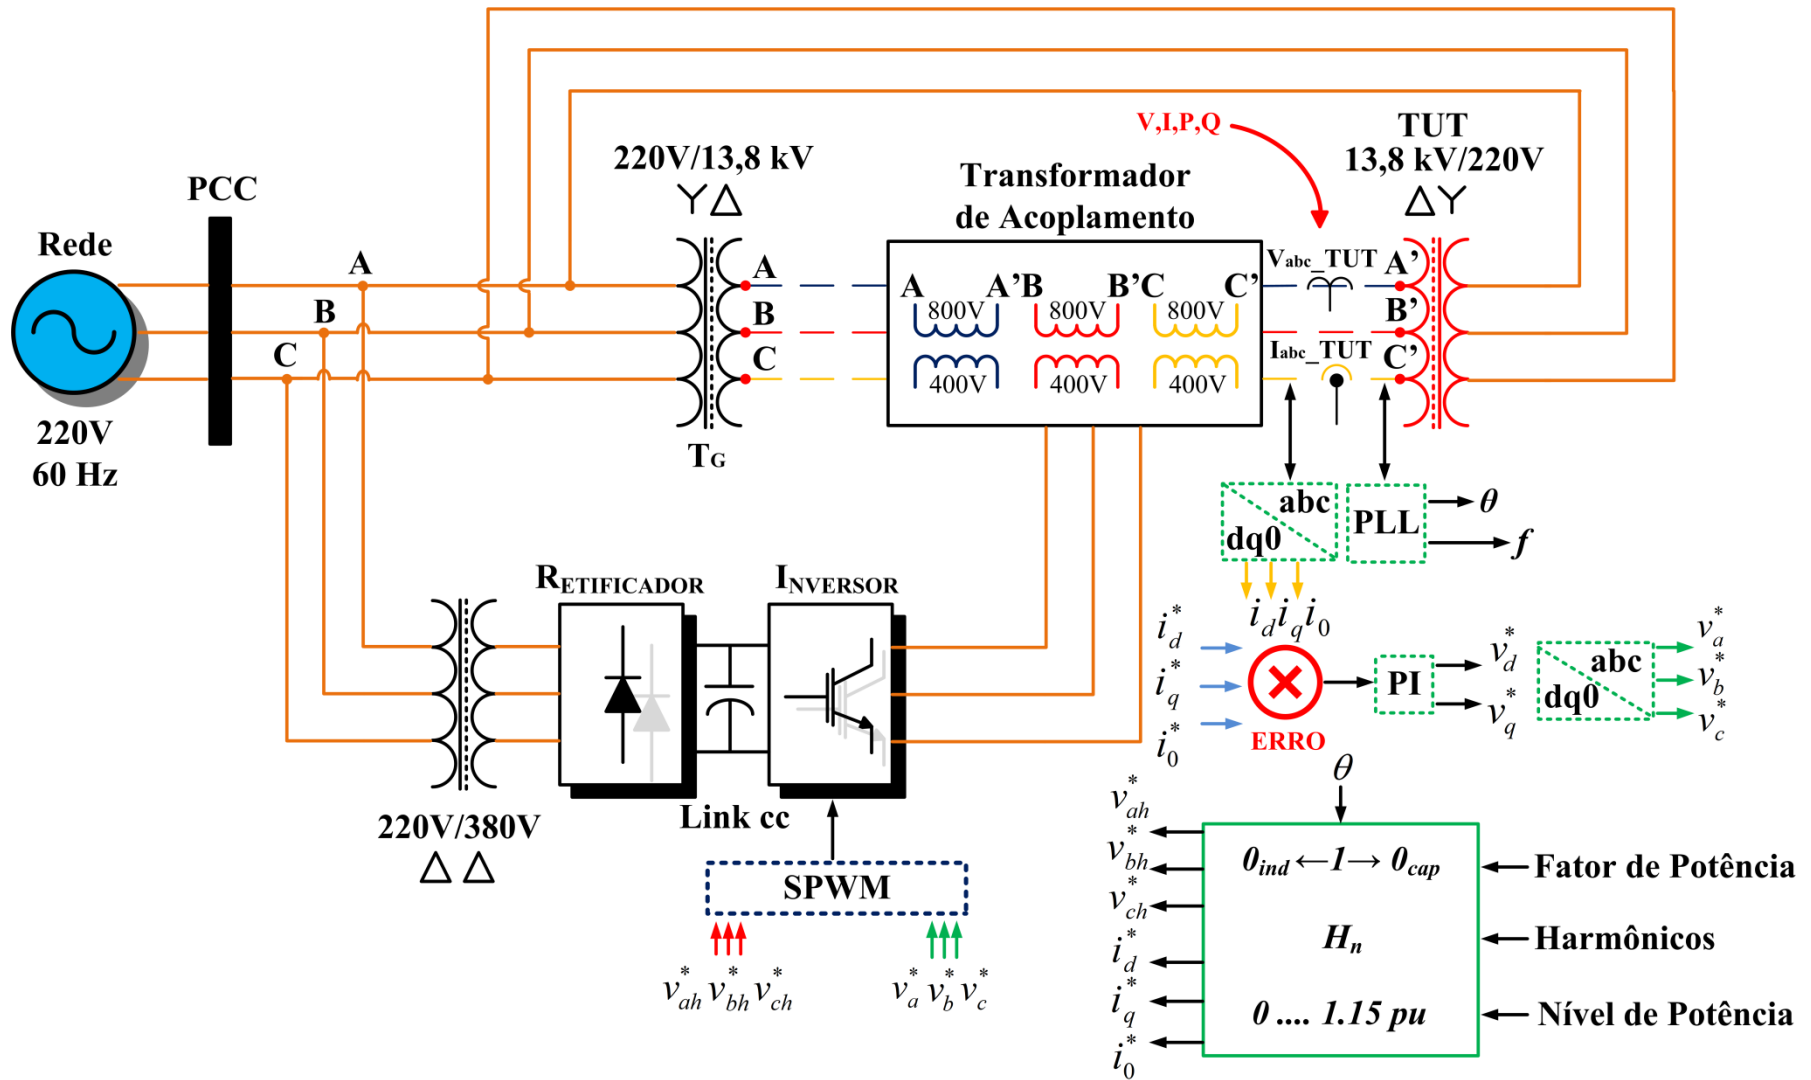 V,I,P,Q
TUT
13,8 kV/220V
220V/13,8 kV
Transformador
de Acoplamento
PCC
Rede
A
B
C
220V
60 Hz
TG
A
B
C
A A’B B’C C’
800V 800V 800V
400V 400V 400V
Vabc_TUT
Iabc_TUT
A’
B’
C’
abc
dq0
PLL
θ
f
RETIFICADOR
INVERSOR
Link cc
220V/380V
SPWM
v*ah v*bh v*ch
v*a v*b v*c
id iq i0
i*d
i*q
i*0
ERRO
PI
v*d
v*q
abc
dq0
v*a
v*b
v*c
θ
v*ah
v*bh
v*ch
i*d
i*q
i*0
0ind ←1→ 0cap
Hn
0 .... 1.15 pu
Fator de Potência
Harmônicos
Nível de Potência